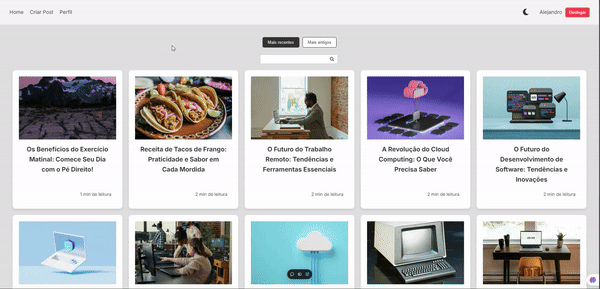 Home Criar Post Perfil Alejandro Deslogar
Mais recentes Mais antigos
Os Benefícios do Exercício
Matinal: Comece Seu Dia
com o Pé Direito!
1 min de leitura
Receita de Tacos de Frango:
Praticidade e Sabor em
Cada Mordida
2 min de leitura
O Futuro do Trabalho
Remoto: Tendências e
Ferramentas Essenciais
2 min de leitura
A Revolução do Cloud
Computing: O Que Você
Precisa Saber
2 min de leitura
O Futuro do
Desenvolvimento de
Software: Tendências e
Inovações
2 min de leitura